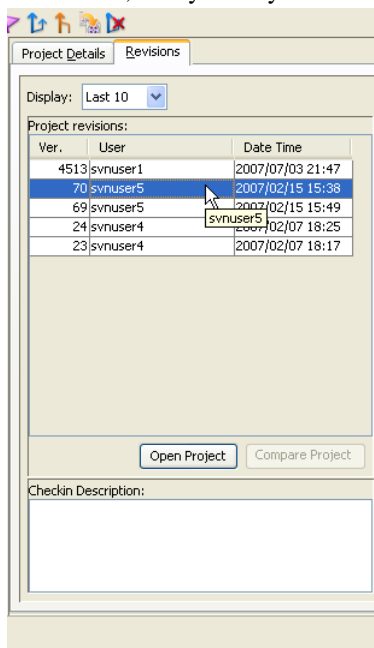 Project Details Revisions
Display: Last 10
Project revisions:
Ver. User Date Time
4513 svnuser1 2007/07/03 21:47
70 svnuser5 2007/02/15 15:38
69 svnuser5 2007/02/15 15:49
svnuser5
24 svnuser4 2007/02/07 18:25
23 svnuser4 2007/02/07 18:17
Open Project Compare Project
Checkin Description: